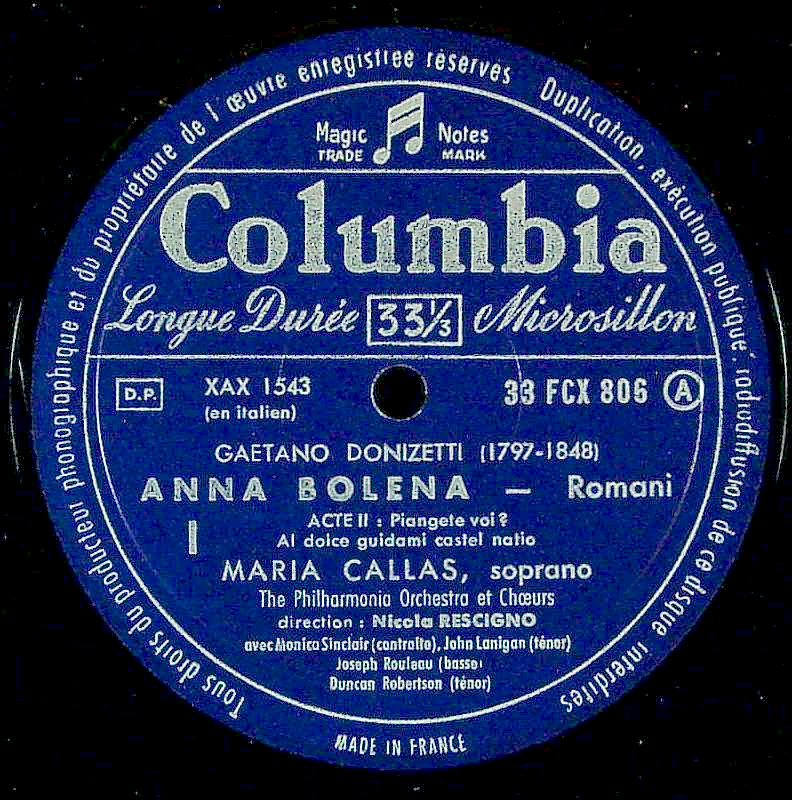 Tous droits du producteur phonographique et du propriétaire de l'œuvre enregistrée réservés Duplication, exécution publique, radiodiffusion de ce disque interdites
Magic Notes
TRADE MARK
Columbia
Longue Durée 33⅓ Microsillon
D.P. XAX 1543 33 FCX 806 A
(en italien)
GAETANO DONIZETTI (1797-1848)
ANNA BOLENA — Romani
I
ACTE II : Piangete voi ?
Al dolce guidami castel natio
MARIA CALLAS, soprano
The Philharmonia Orchestra et Chœurs
direction : Nicola RESCIGNO
avec Monica Sinclair (contralto), John Lanigan (ténor)
Joseph Rouleau (basse)
Duncan Robertson (ténor)
MADE IN FRANCE